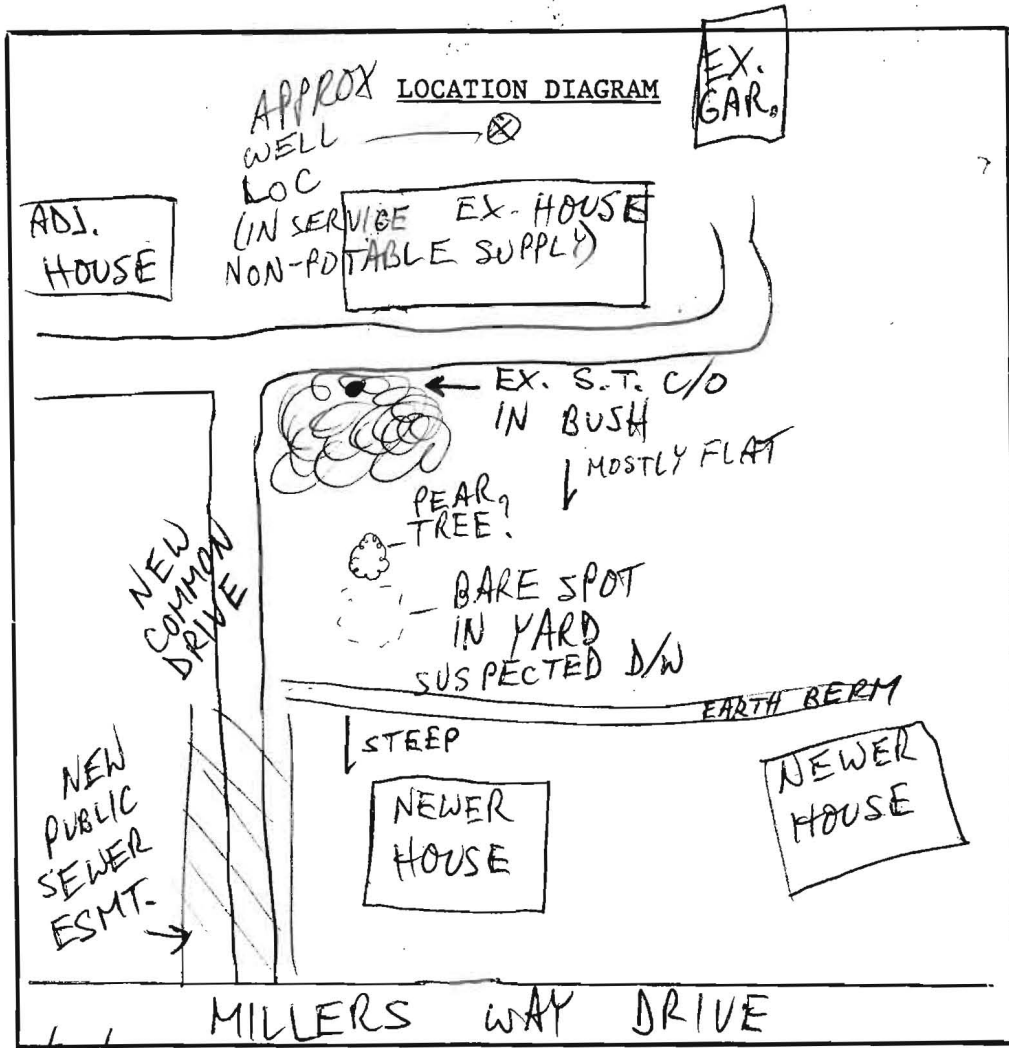 LOCATION DIAGRAM
EX.
GAR.
APPROX
WELL
LOC
(IN SERVICE
NON-POTABLE SUPPLY)
EX. HOUSE
ADJ.
HOUSE
EX. S.T. C/O
IN BUSH
MOSTLY FLAT
PEAR
TREE?
BARE SPOT
IN YARD
SUSPECTED D/W
NEW
COMMON
DRIVE
EARTH BERM
STEEP
NEWER
HOUSE
NEWER
HOUSE
NEW
PUBLIC
SEWER
ESMT.
MILLERS WAY DRIVE